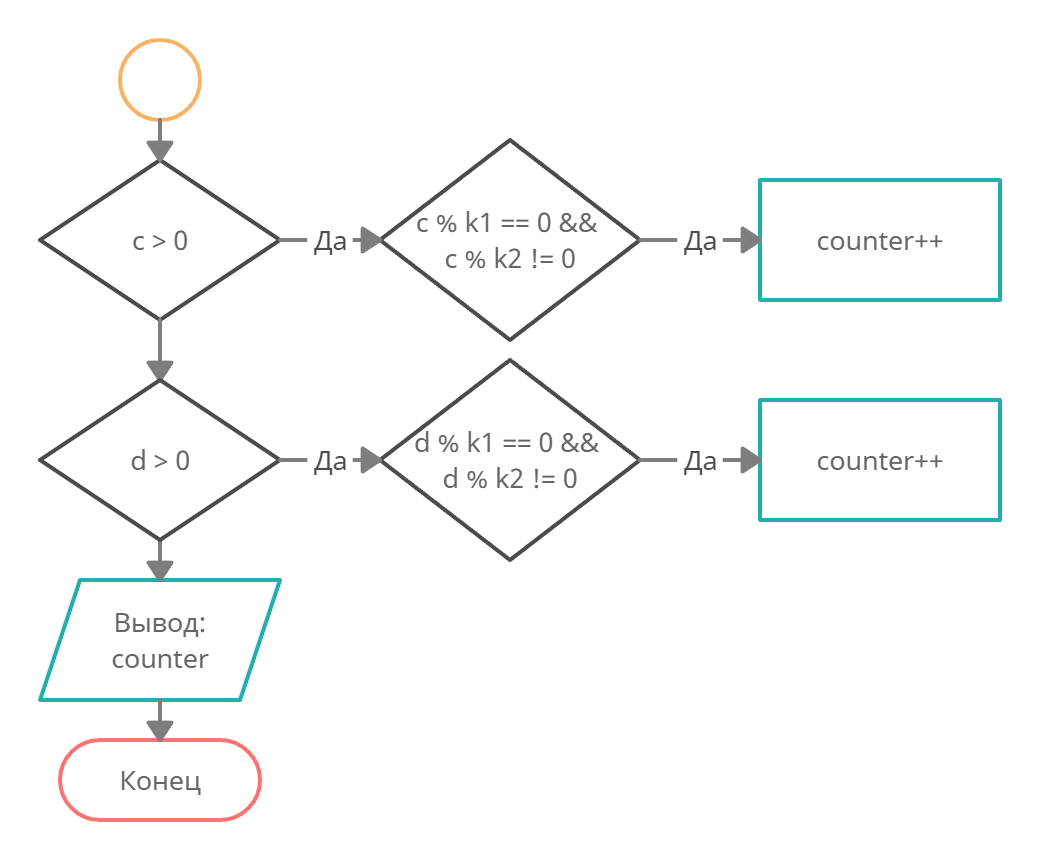 c > 0
Да
c % k1 == 0 &&
c % k2 != 0
Да
counter++
d > 0
Да
d % k1 == 0 &&
d % k2 != 0
Да
counter++
Вывод:
counter
Конец